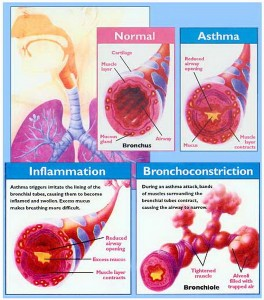 Normal
Cartilage
Muscle
layer
Mucous
gland
Airway
Bronchus
Asthma
Reduced
airway
opening
Mucus
Muscle layer
contracts
Inflammation
Asthma triggers irritate the lining of the
bronchial tubes, causing them to become
inflamed and swollen. Excess mucus
makes breathing more difficult.
Reduced
airway
opening
Excess mucus
Muscle layer
contracts
Bronchoconstriction
During an asthma attack, bands
of muscles surrounding the
bronchial tubes contract,
causing the airway to narrow.
Tightened
muscle
Bronchiole
Alveoli
filled with
trapped air